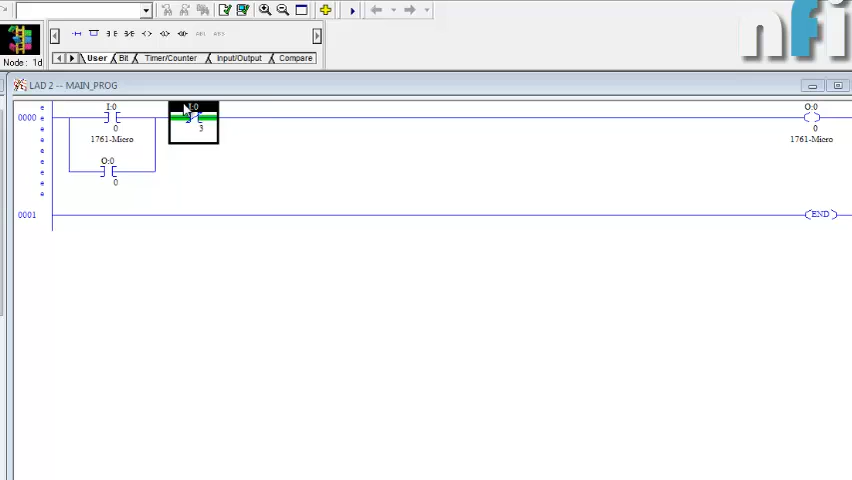 nfi
Node: 1d
User Bit Timer/Counter Input/Output Compare
LAD 2 -- MAIN_PROG
I:0 I:0 O:0
0000
0 3 0
1761-Micro 1761-Micro
O:0
0
0001 END
e
e
e
e
e
e
e
e